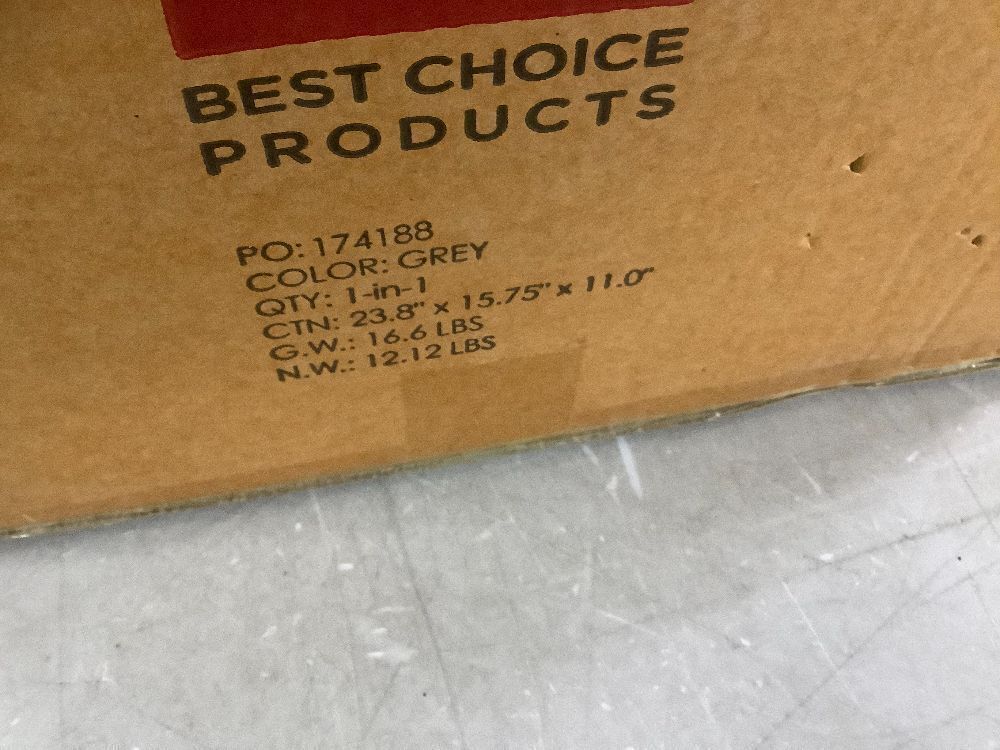 BEST CHOICE
PRODUCTS
PO: 174188
COLOR: GREY
QTY: 1-in-1
CTN: 23.8" x 15.75" x 11.0"
G.W.: 16.6 LBS
N.W.: 12.12 LBS